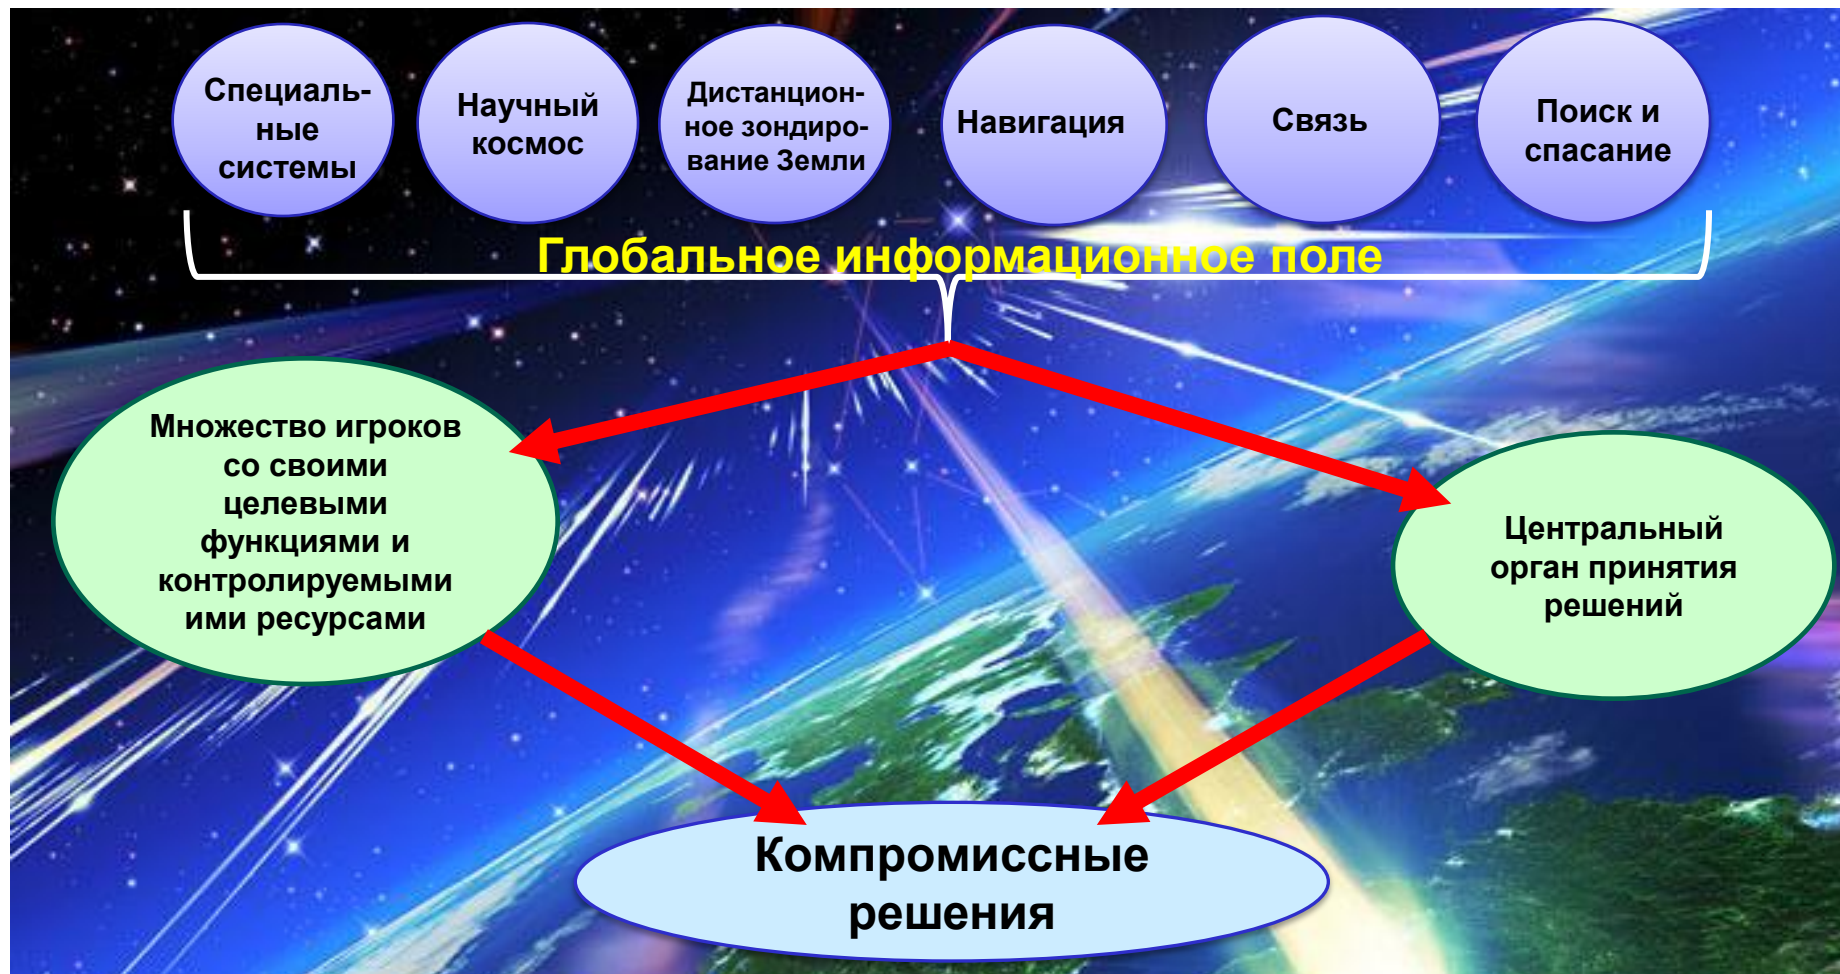 Специаль-
ные
системы
Научный
космос
Дистанцион-
ное зондиро-
вание Земли
Навигация
Связь
Поиск и
спасание
Глобальное информационное поле
Множество игроков
со своими
целевыми
функциями и
контролируемыми
ими ресурсами
Центральный
орган принятия
решений
Компромиссные
решения